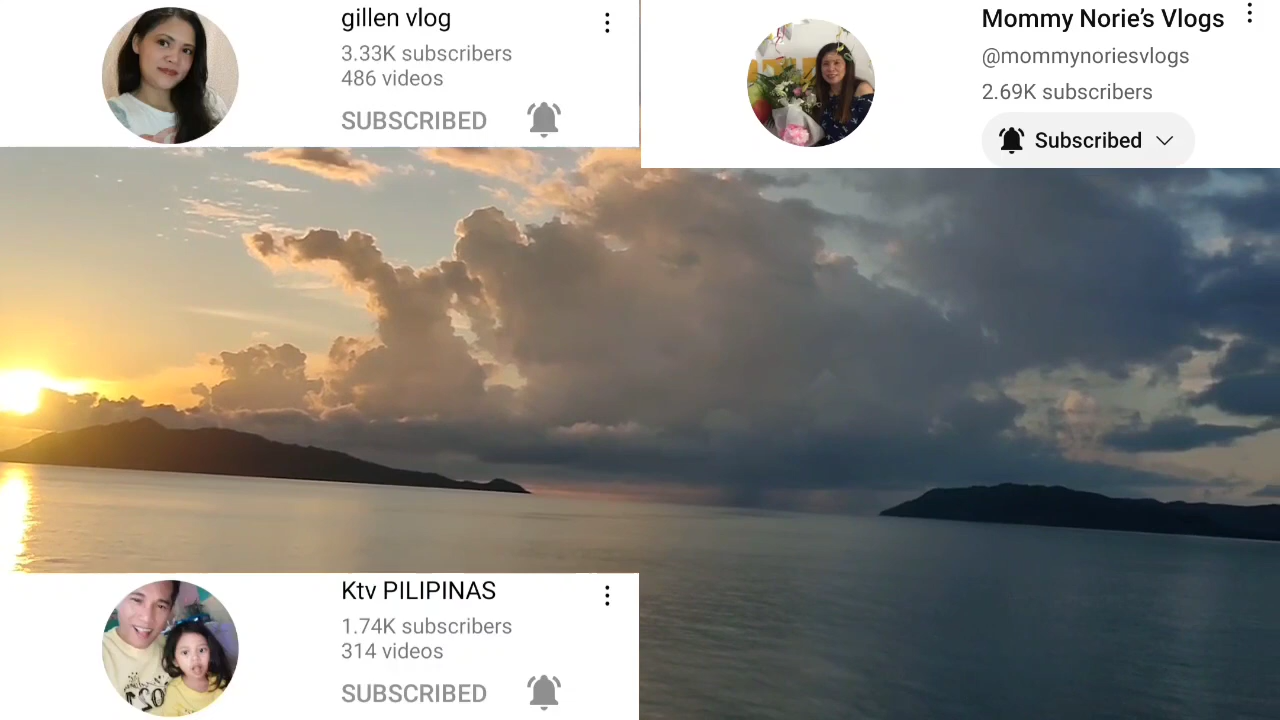 gillen vlog
3.33K subscribers
486 videos
SUBSCRIBED
Mommy Norie’s Vlogs
@mommynoriesvlogs
2.69K subscribers
Subscribed
Ktv PILIPINAS
1.74K subscribers
314 videos
SUBSCRIBED